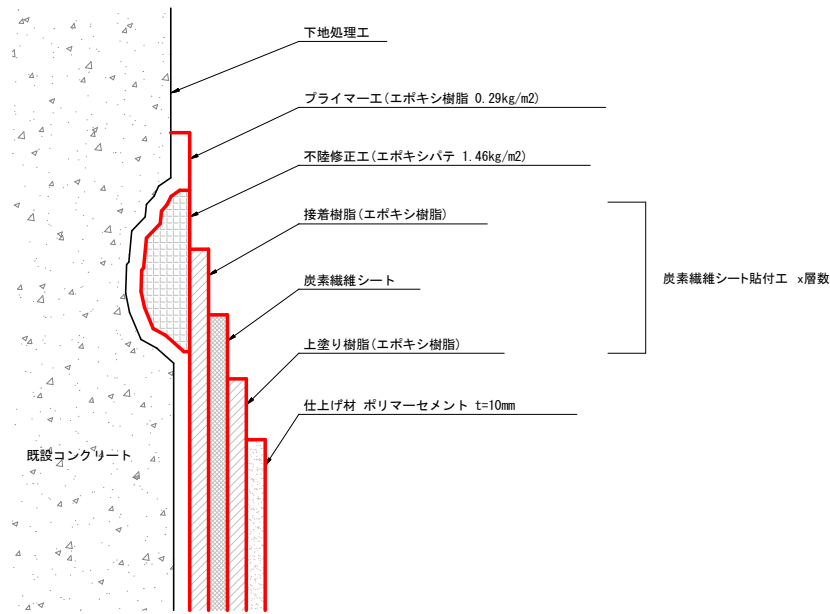 下地処理工
プライマー工(エポキシ樹脂 0.29kg/m2)
不陸修正工(エポキシパテ 1.46kg/m2)
接着樹脂(エポキシ樹脂)
炭素繊維シート
炭素繊維シート貼付工 x層数
上塗り樹脂(エポキシ樹脂)
仕上げ材 ポリマーセメント t=10mm
既設コンクリート